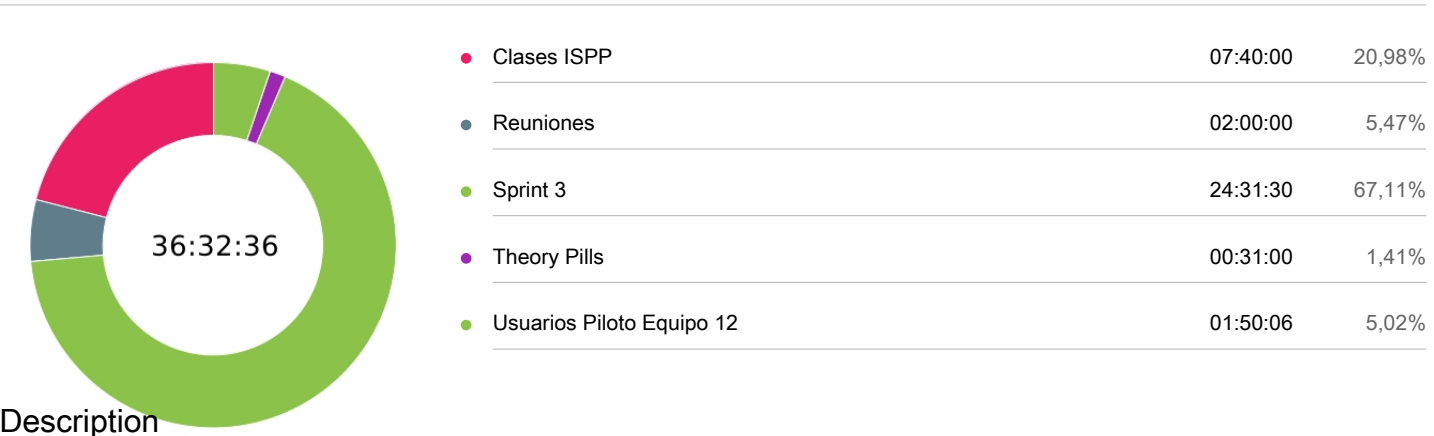 Clases ISPP 07:40:00 20,98%
Reuniones 02:00:00 5,47%
Sprint 3 24:31:30 67,11%
36:32:36
Theory Pills 00:31:00 1,41%
Usuarios Piloto Equipo 12 01:50:06 5,02%
Description